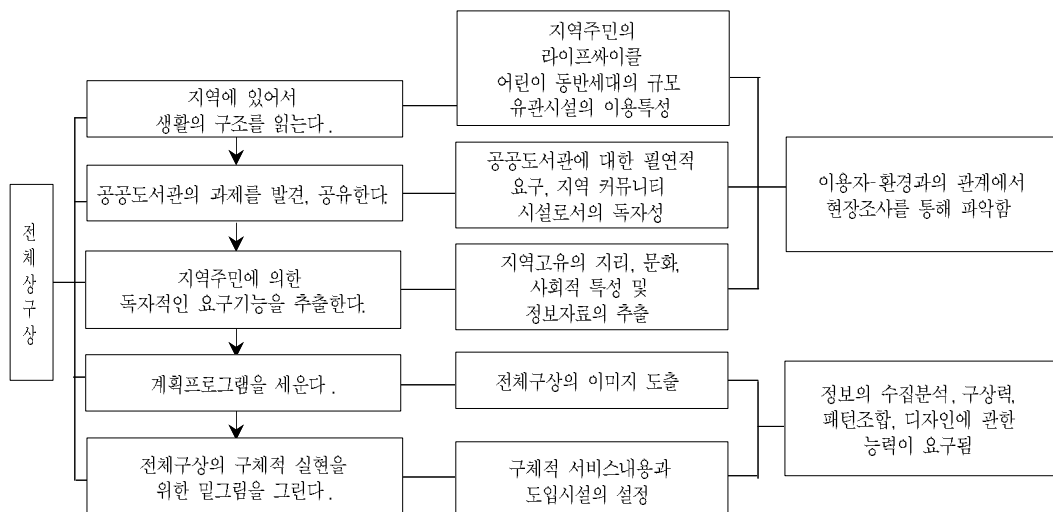 전체상구상
지역에 있어서
생활의 구조를 읽는다.
공공도서관의 과제를 발견, 공유한다.
지역주민에 의한
독자적인 요구기능을 추출한다.
계획프로그램을 세운다.
전체구상의 구체적 실현을
위한 밑그림을 그린다.
지역주민의
라이프싸이클
어린이 동반세대의 규모
유관시설의 이용특성
공공도서관에 대한 필연적
요구, 지역 커뮤니티
시설로서의 독자성
지역고유의 지리, 문화,
사회적 특성 및
정보자료의 추출
전체구상의 이미지 도출
구체적 서비스내용과
도입시설의 설정
이용자-환경과의 관계에서
현장조사를 통해 파악함
정보의 수집분석, 구상력,
패턴조합, 디자인에 관한
능력이 요구됨